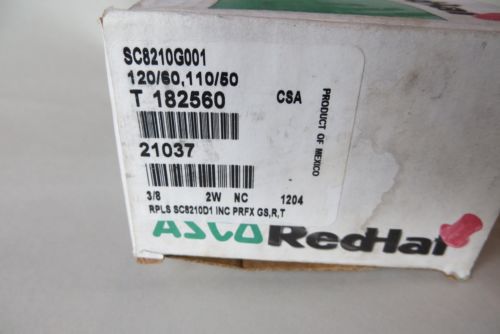 SC8210G001
120/60,110/50
T 182560 CSA
21037
3/8 2W NC 1204
RPLS SC8210D1 INC PRFX GS,R,T
PRODUCT OF MEXICO
ASCO RedHat